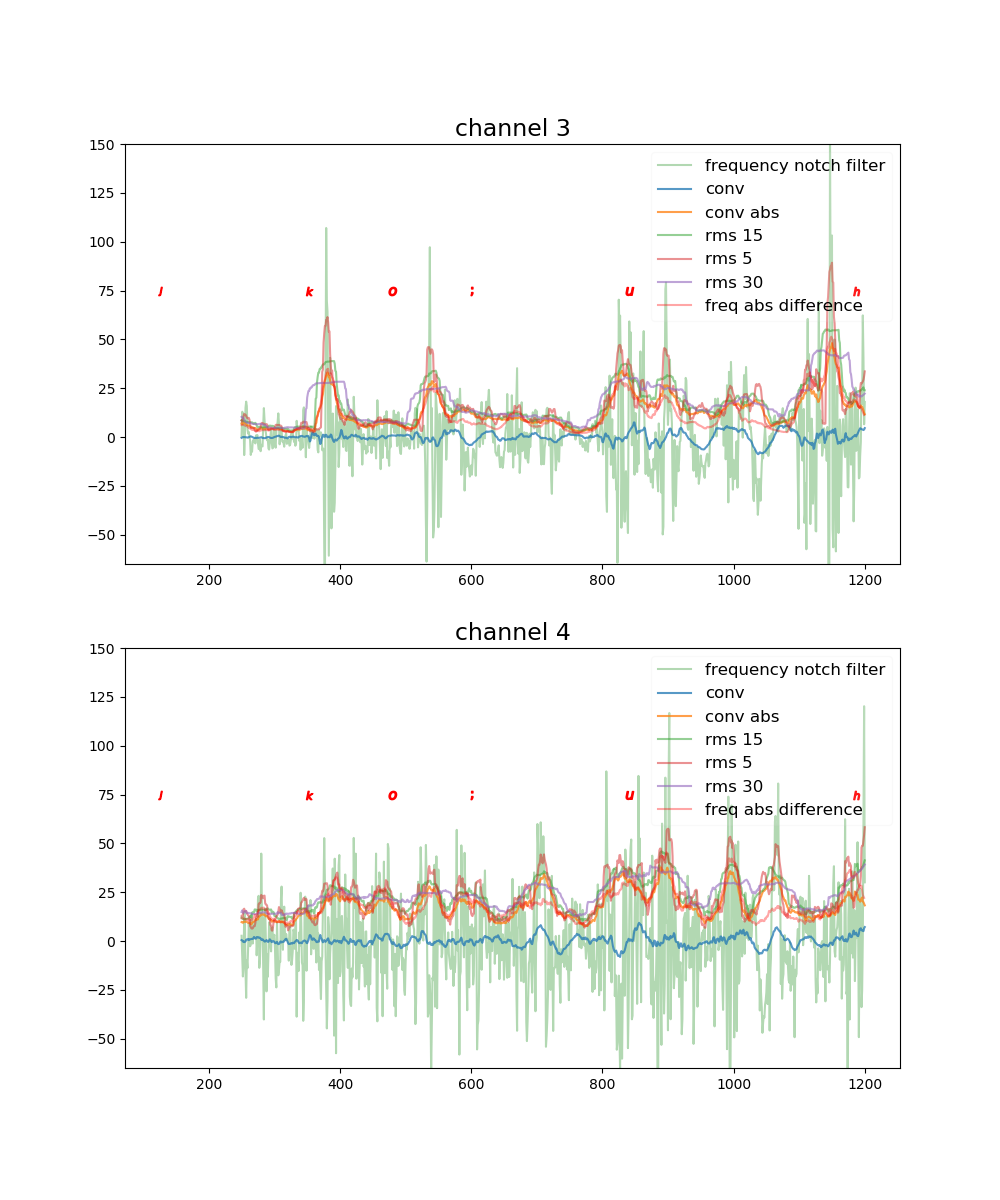 channel 3
150
125
100
75
50
25
0
−25
−50
frequency notch filter
conv
conv abs
rms 15
rms 5
rms 30
freq abs difference
J k o ; u h
200 400 600 800 1000 1200
channel 4
150
125
100
75
50
25
0
−25
−50
frequency notch filter
conv
conv abs
rms 15
rms 5
rms 30
freq abs difference
J k o ; u h
200 400 600 800 1000 1200